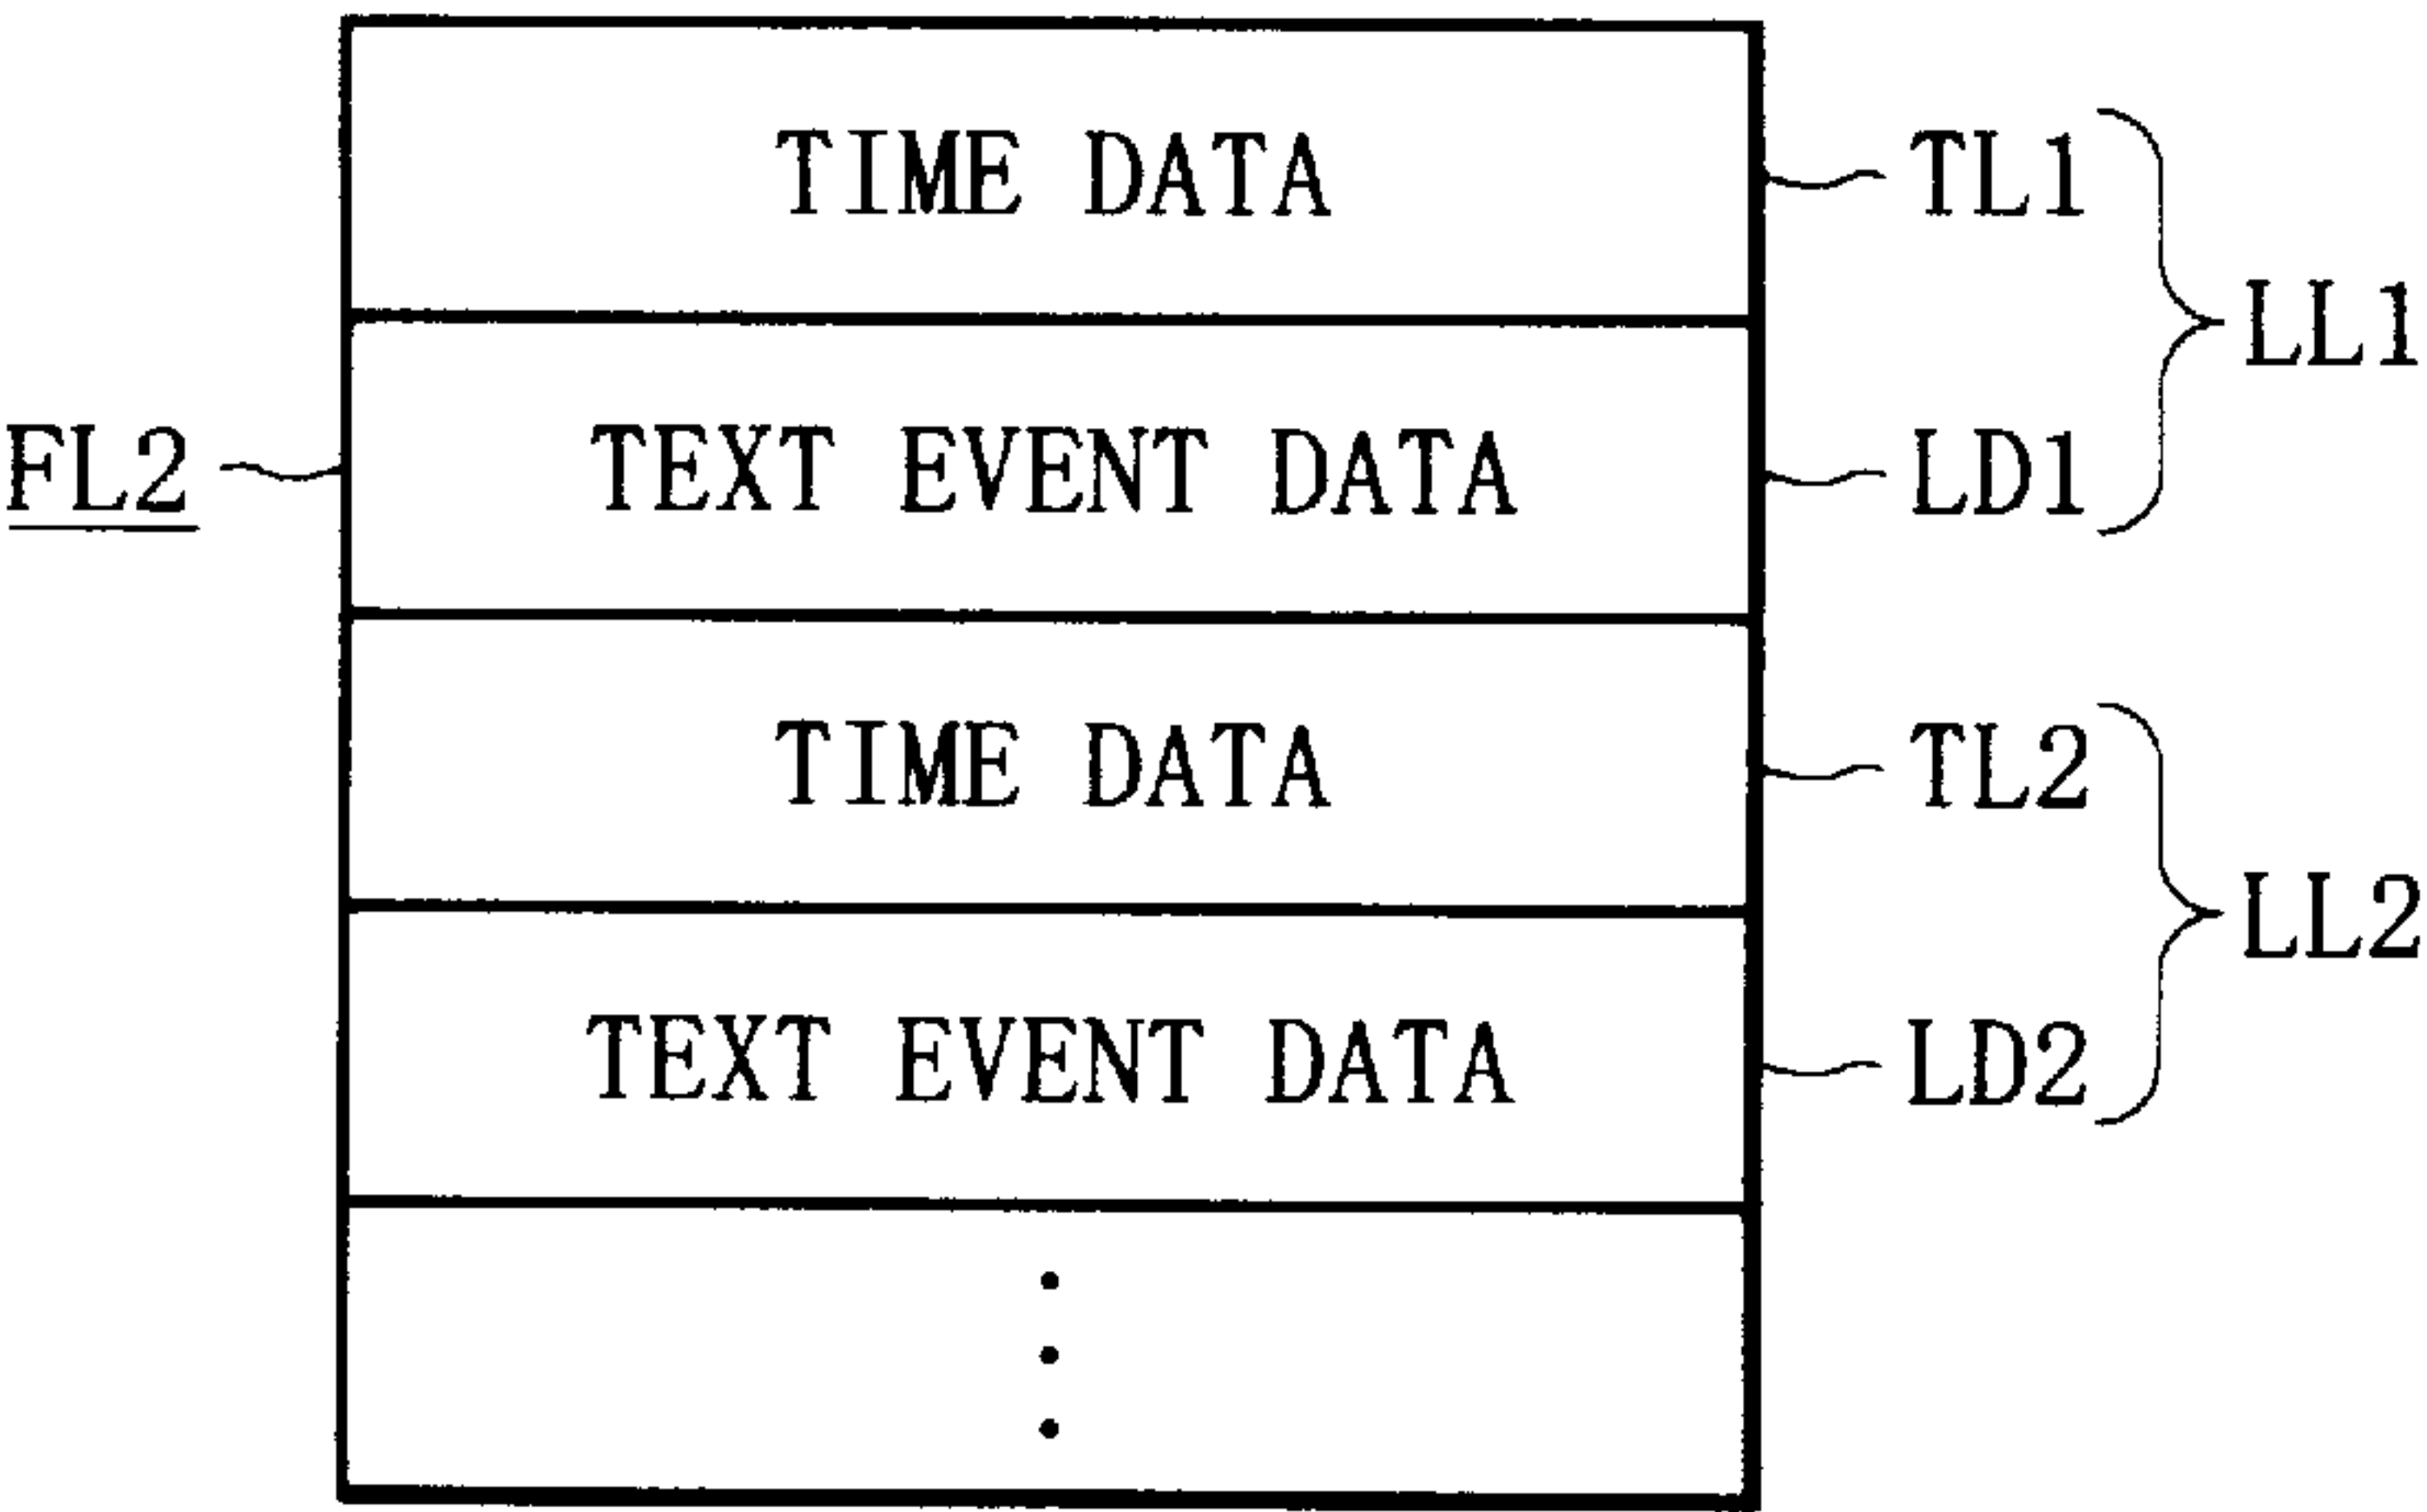 TIME DATA TL1
LL1
FL2 TEXT EVENT DATA LD1
TIME DATA TL2
LL2
TEXT EVENT DATA LD2